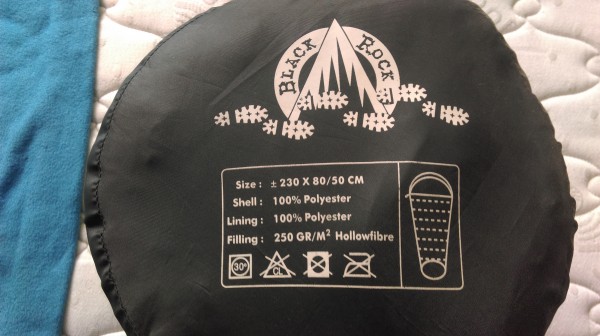 BLACK ROCK
Size : ± 230 X 80/50 CM
Shell : 100% Polyester
Lining : 100% Polyester
Filling : 250 GR/M² Hollowfibre
30° CL